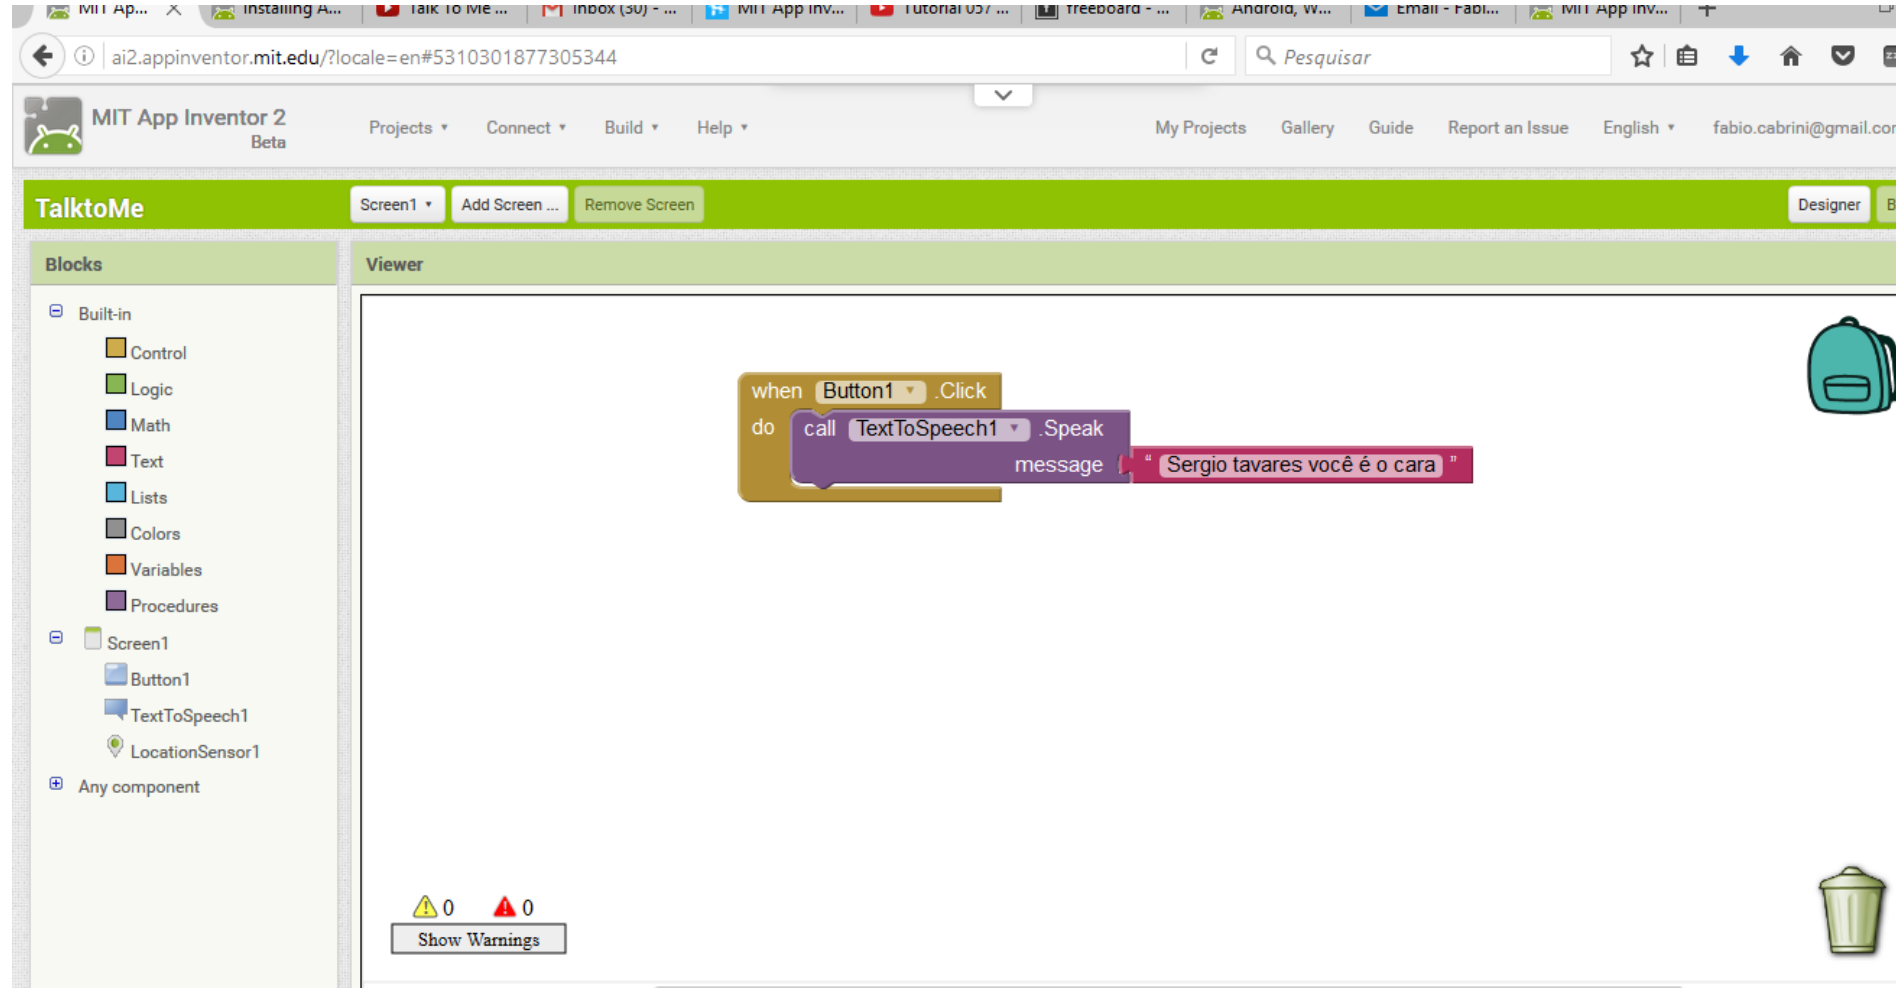 MIT Ap...
Installing A...
Talk To Me ...
Inbox (30) - ...
MIT App Inv...
Tutorial 057 ...
freeboard - ...
Android, W...
Email - Fabi...
MIT App Inv...
ai2.appinventor.mit.edu/?locale=en#5310301877305344
Pesquisar
MIT App Inventor 2
Beta
Projects
Connect
Build
Help
My Projects
Gallery
Guide
Report an Issue
English
fabio.cabrini@gmail.com
TalktoMe
Screen1
Add Screen ...
Remove Screen
Designer
B
Blocks
Viewer
Built-in
Control
Logic
Math
Text
Lists
Colors
Variables
Procedures
Screen1
Button1
TextToSpeech1
LocationSensor1
Any component
when Button1 .Click
do call TextToSpeech1 .Speak
message " Sergio tavares você é o cara "
0 0
Show Warnings